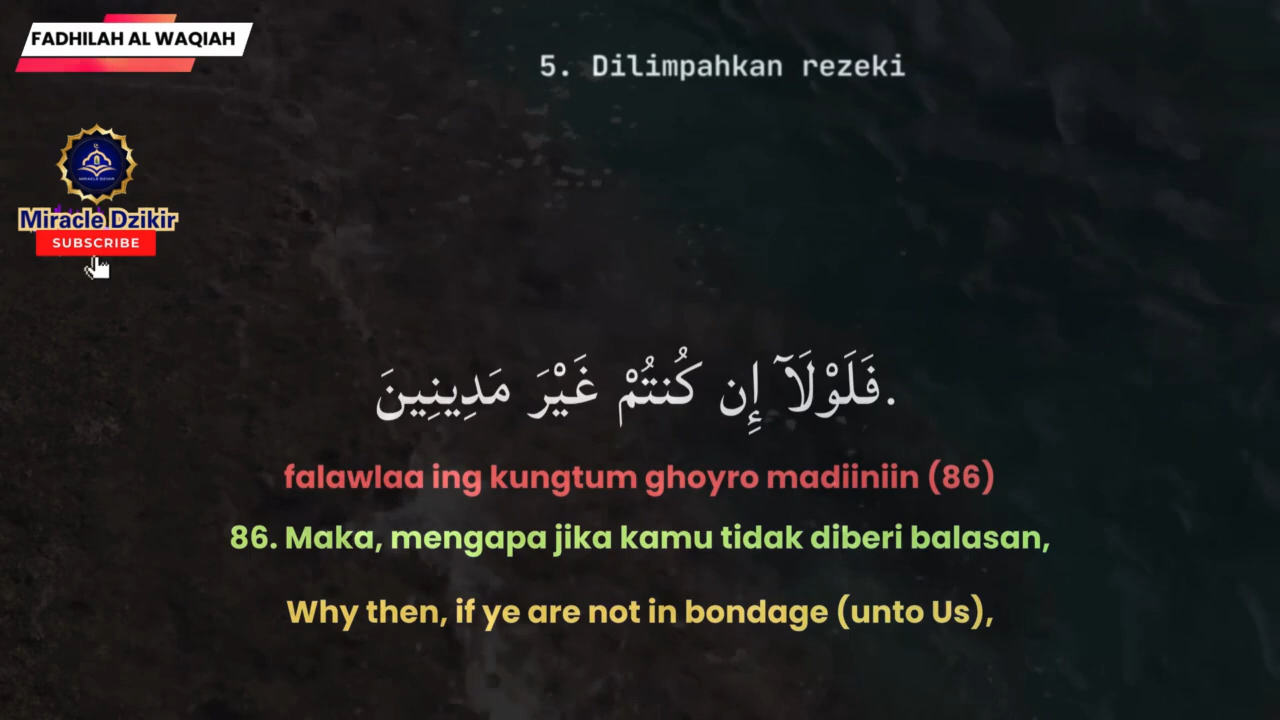 FADHILAH AL WAQIAH
5. Dilimpahkan rezeki
Miracle Dzikir
SUBSCRIBE
فَلَوْلَآ إِن كُنتُمْ غَيْرَ مَدِينِينَ.
falawlaa ing kungtum ghoyro madiiniin (86)
86. Maka, mengapa jika kamu tidak diberi balasan,
Why then, if ye are not in bondage (unto Us),